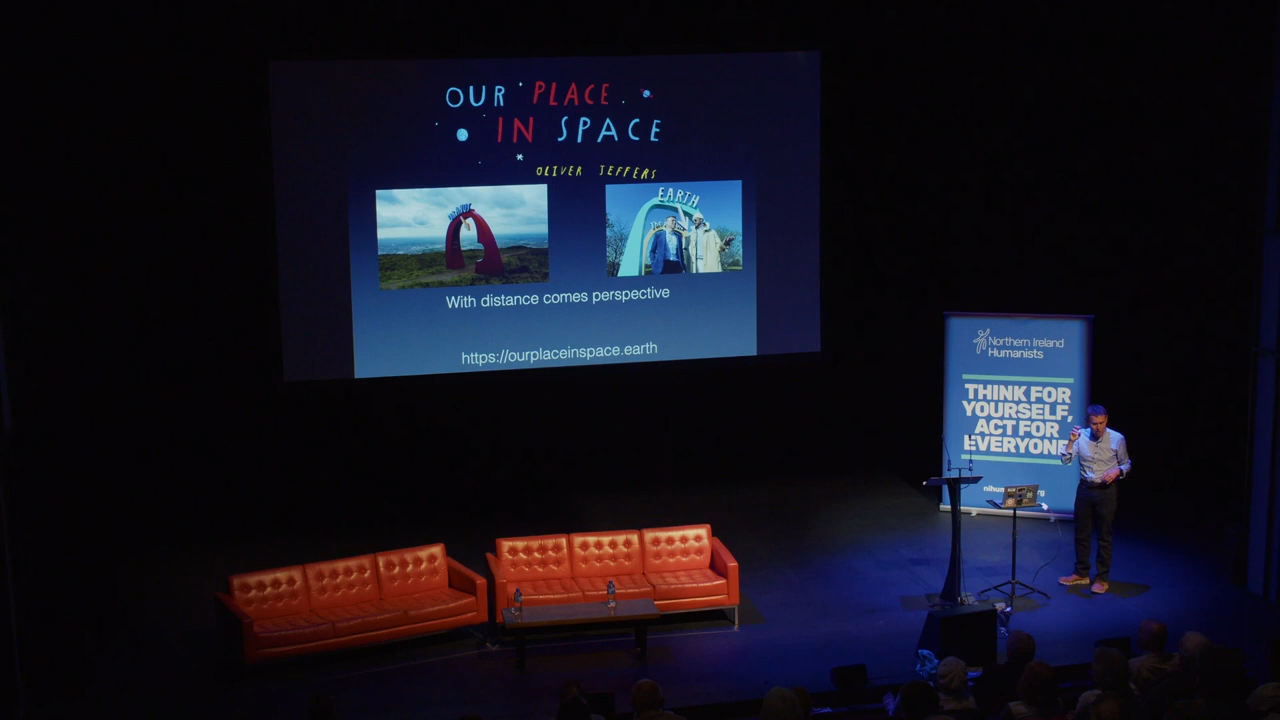 OUR PLACE
IN SPACE
OLIVER JEFFERS
EARTH
With distance comes perspective
https://ourplaceinspace.earth
Northern Ireland
Humanists
THINK FOR
YOURSELF,
ACT FOR
EVERYONE